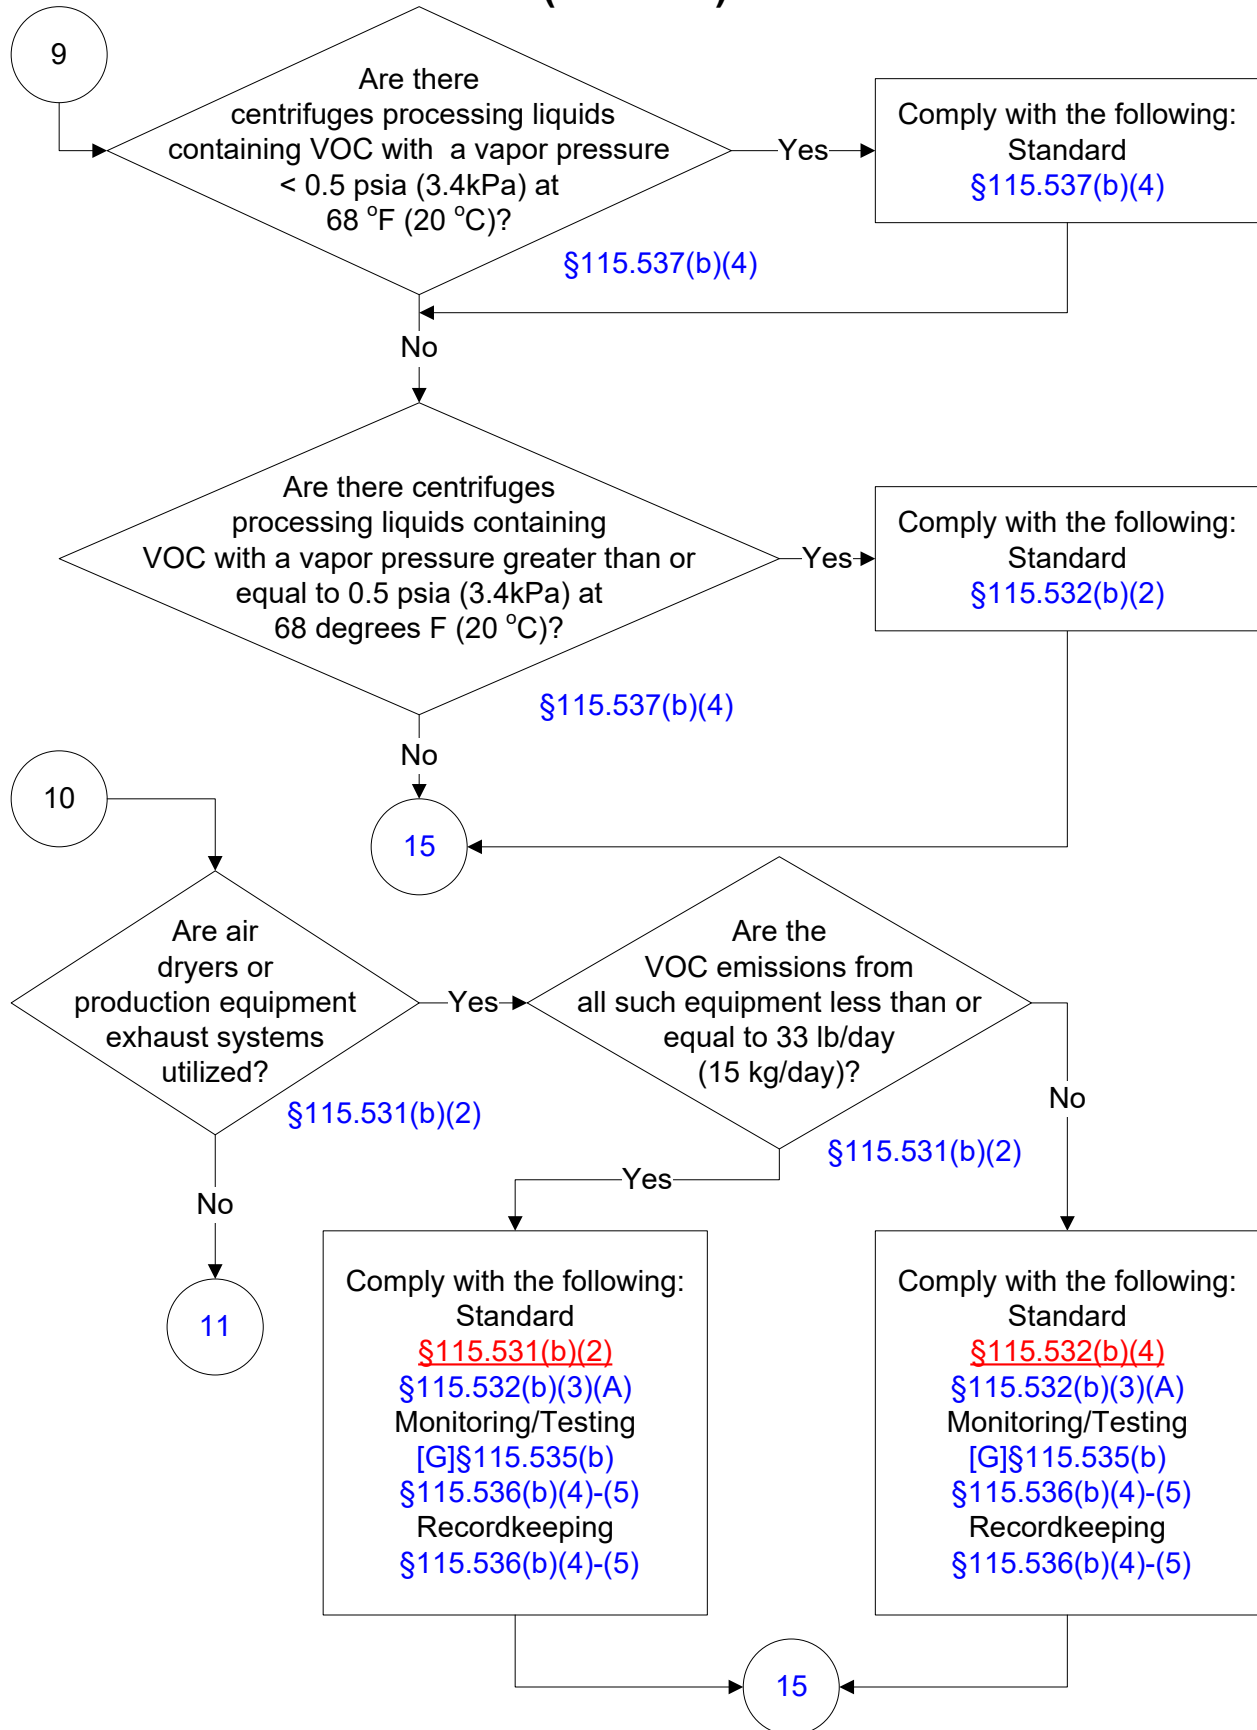 9
Are there
centrifuges processing liquids
containing VOC with a vapor pressure
< 0.5 psia (3.4kPa) at
68 °F (20 °C)?
§115.537(b)(4)
Yes
Comply with the following:
Standard
§115.537(b)(4)
No
Are there centrifuges
processing liquids containing
VOC with a vapor pressure greater than or
equal to 0.5 psia (3.4kPa) at
68 degrees F (20 °C)?
§115.537(b)(4)
Yes
Comply with the following:
Standard
§115.532(b)(2)
No
15
10
Are air
dryers or
production equipment
exhaust systems
utilized?
§115.531(b)(2)
Yes
No
11
Are the
VOC emissions from
all such equipment less than or
equal to 33 lb/day
(15 kg/day)?
§115.531(b)(2)
Yes
No
Comply with the following:
Standard
§115.531(b)(2)
§115.532(b)(3)(A)
Monitoring/Testing
[G]§115.535(b)
§115.536(b)(4)-(5)
Recordkeeping
§115.536(b)(4)-(5)
Comply with the following:
Standard
§115.532(b)(4)
§115.532(b)(3)(A)
Monitoring/Testing
[G]§115.535(b)
§115.536(b)(4)-(5)
Recordkeeping
§115.536(b)(4)-(5)
15